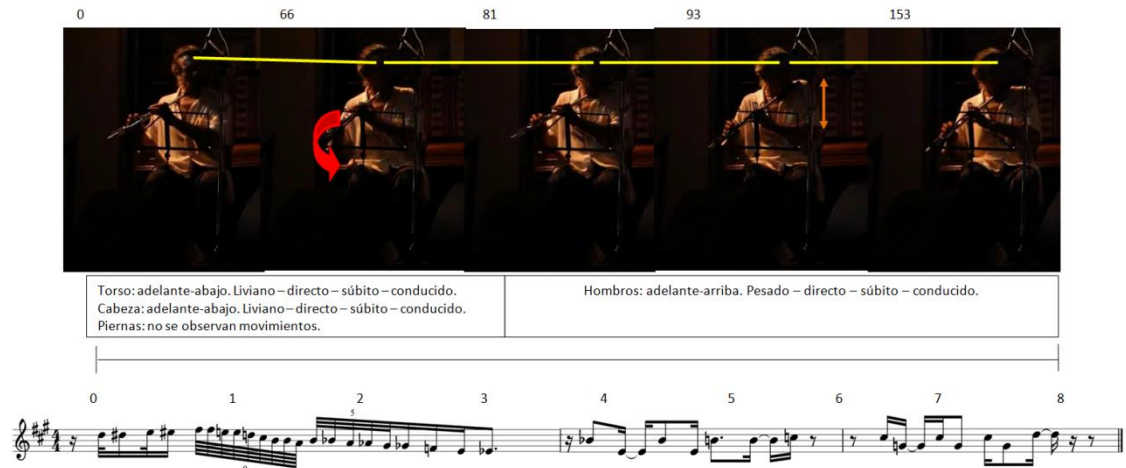 0 66 81 93 153
Torso: adelante-abajo. Liviano – directo – súbito – conducido.
Cabeza: adelante-abajo. Liviano – directo – súbito – conducido.
Piernas: no se observan movimientos.
Hombros: adelante-arriba. Pesado – directo – súbito – conducido.
0 1 2 3 4 5 6 7 8
5
4
4